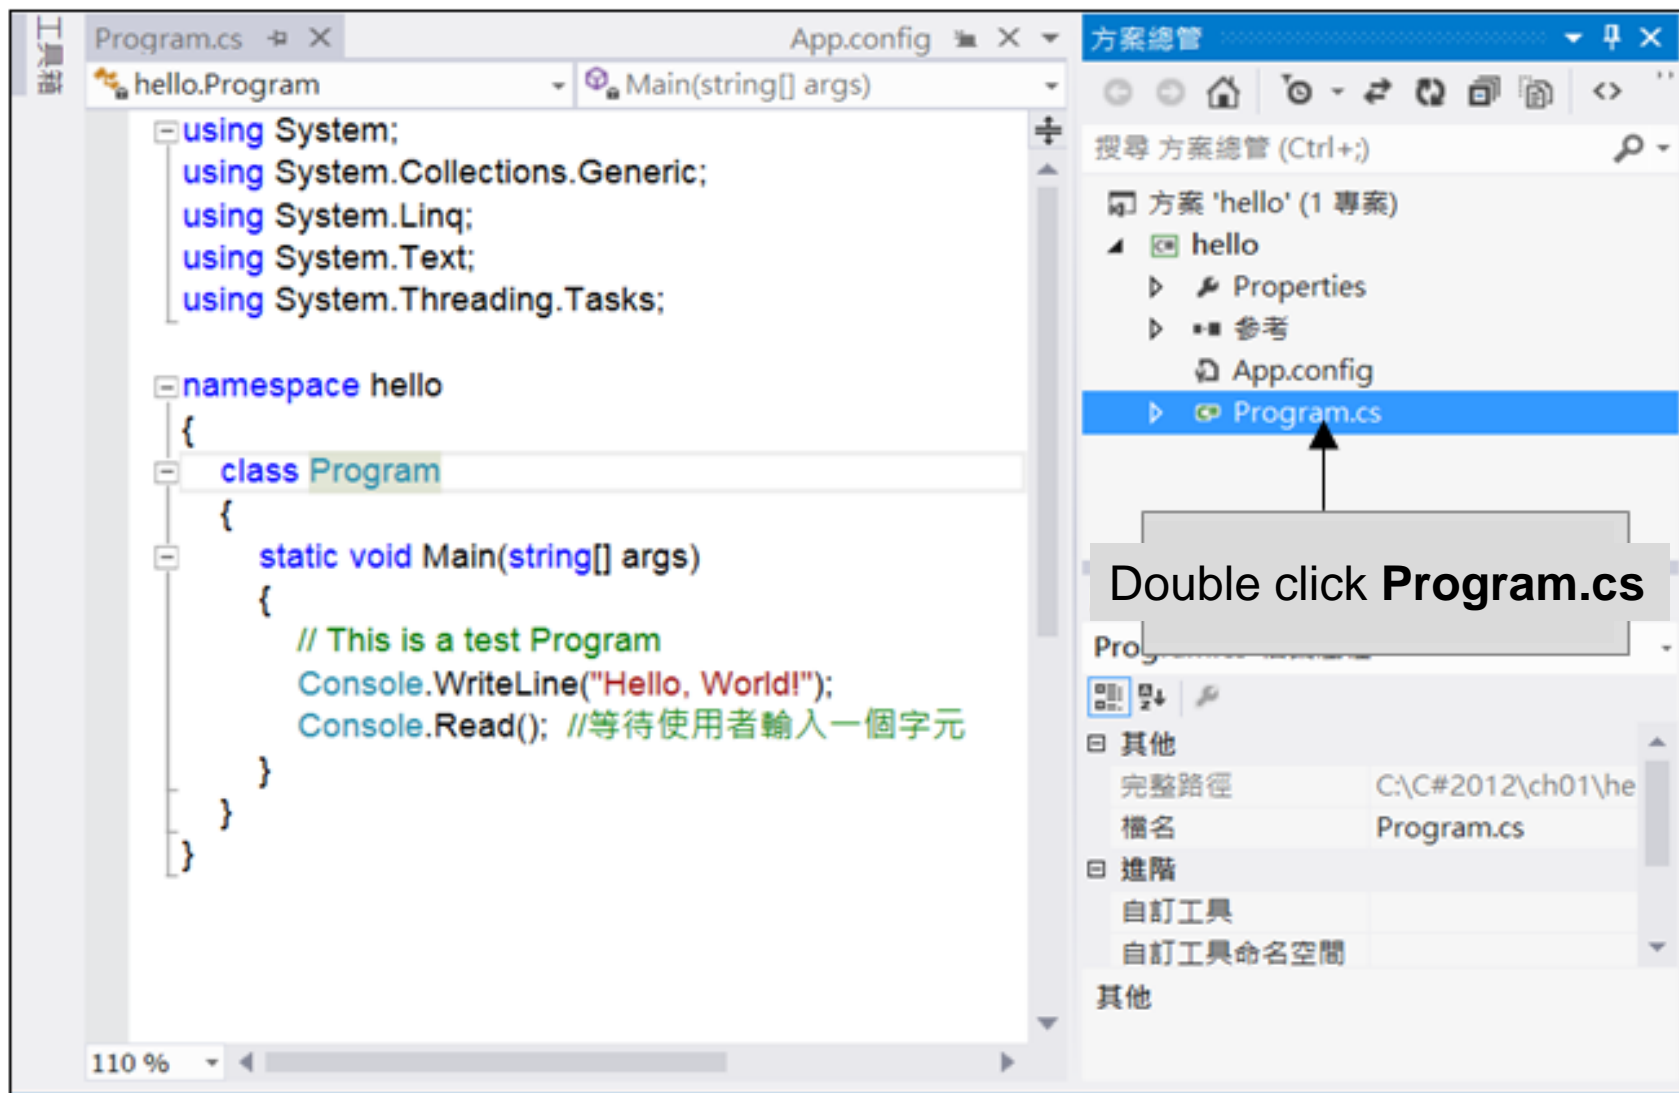 工具箱
Program.cs
App.config
hello.Program
Main(string[] args)
using System;
using System.Collections.Generic;
using System.Linq;
using System.Text;
using System.Threading.Tasks;
namespace hello
{
class Program
{
static void Main(string[] args)
{
// This is a test Program
Console.WriteLine("Hello, World!");
Console.Read(); //等待使用者輸入一個字元
}
}
}
110 %
方案總管
搜尋 方案總管 (Ctrl+;)
方案 'hello' (1 專案)
hello
Properties
參考
App.config
Program.cs
Double click Program.cs
其他
完整路徑 C:\C#2012\ch01\he
檔名 Program.cs
進階
自訂工具
自訂工具命名空間
其他